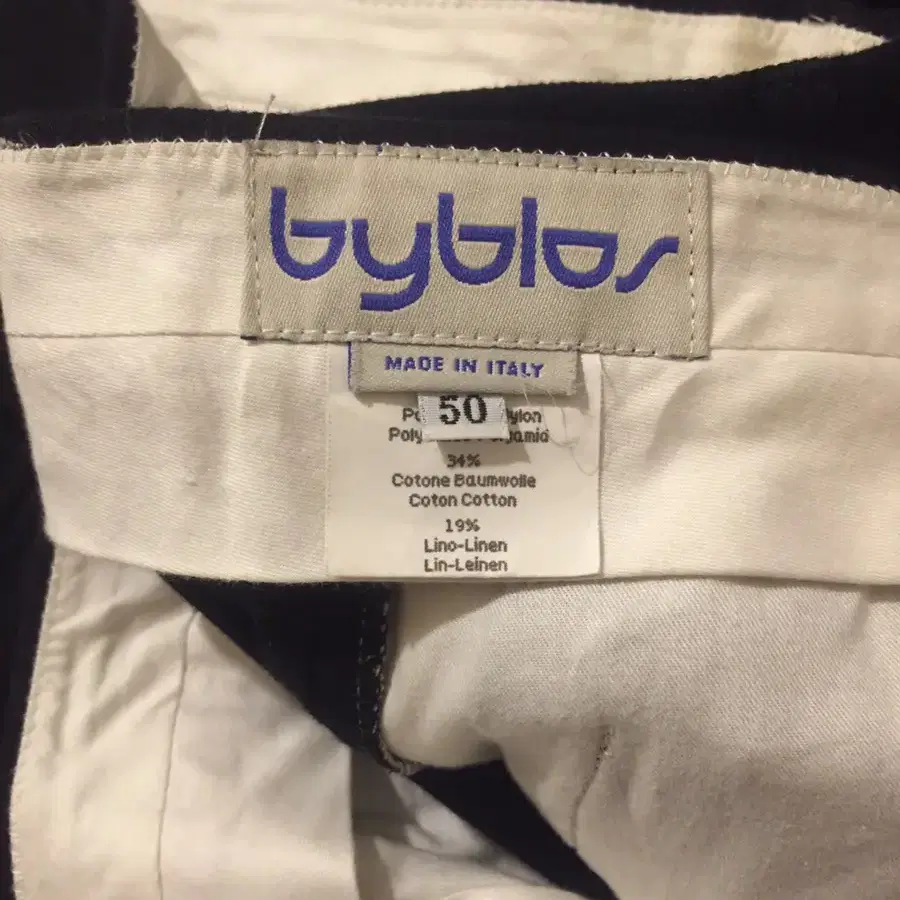 byblos
MADE IN ITALY
50
34%
Cotone Baumwolle
Coton Cotton
19%
Lino-Linen
Lin-Leinen